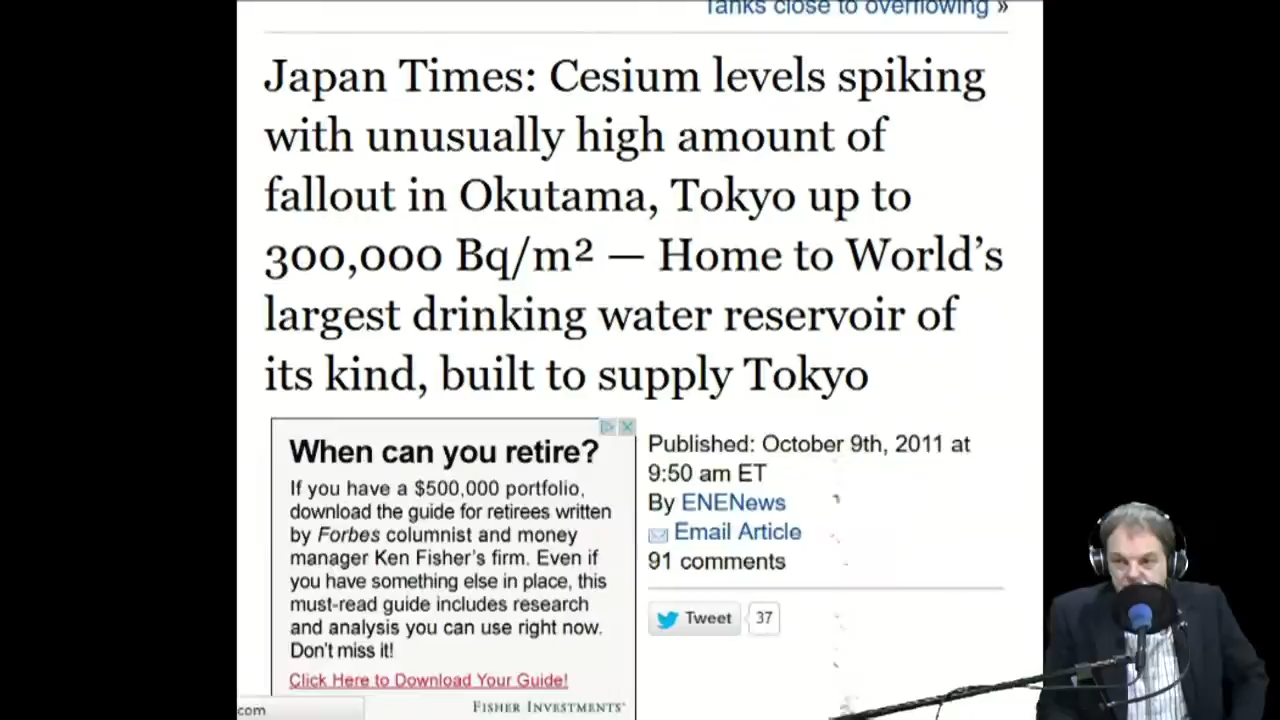 Tanks close to overflowing »
Japan Times: Cesium levels spiking
with unusually high amount of
fallout in Okutama, Tokyo up to
300,000 Bq/m² — Home to World's
largest drinking water reservoir of
its kind, built to supply Tokyo
When can you retire?
If you have a $500,000 portfolio,
download the guide for retirees written
by Forbes columnist and money
manager Ken Fisher's firm. Even if
you have something else in place, this
must-read guide includes research
and analysis you can use right now.
Don't miss it!
Click Here to Download Your Guide!
FISHER INVESTMENTS
Published: October 9th, 2011 at
9:50 am ET
By ENENews
Email Article
91 comments
Tweet 37
com